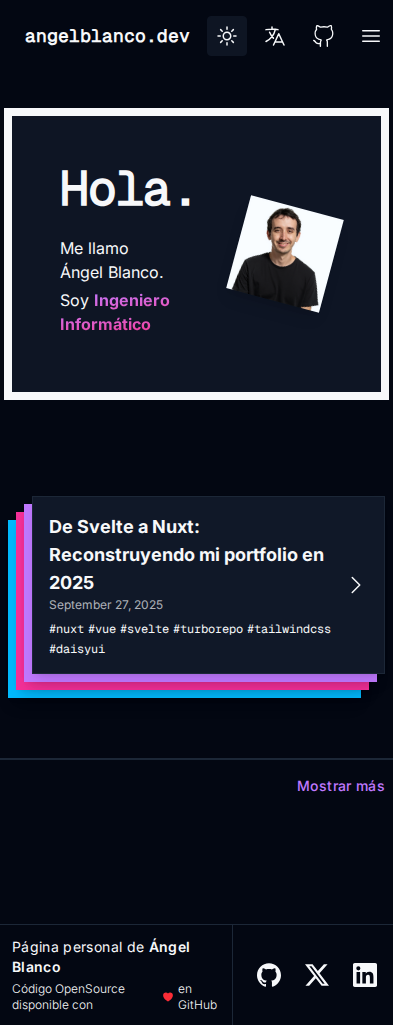 angelblanco.dev
Hola.
Me llamo
Ángel Blanco.
Soy Ingeniero
Informático
De Svelte a Nuxt:
Reconstruyendo mi portfolio en
2025
September 27, 2025
#nuxt #vue #svelte #turborepo #tailwindcss
#daisyui
Mostrar más
Página personal de Ángel
Blanco
Código OpenSource
disponible con
en
GitHub